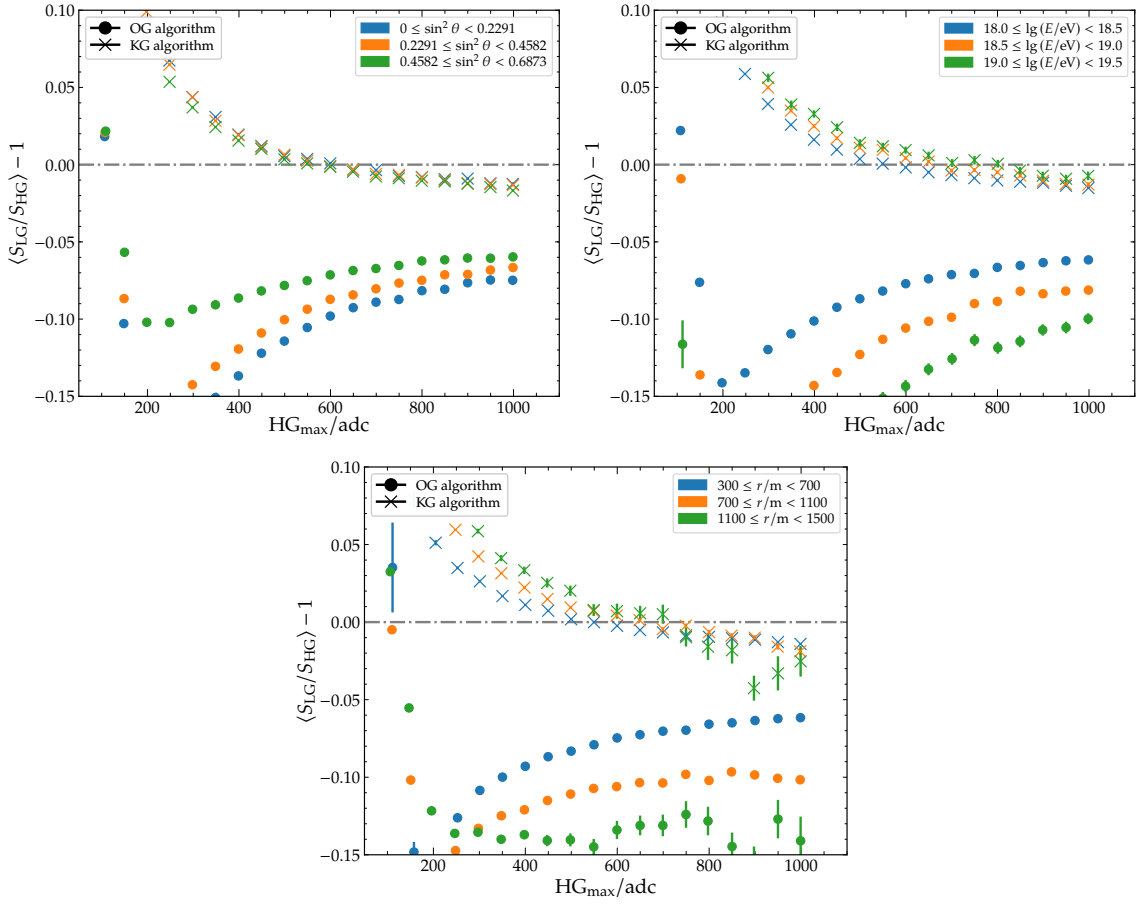 OG algorithm
KG algorithm
0 ≤ sin² θ < 0.2291
0.2291 ≤ sin² θ < 0.4582
0.4582 ≤ sin² θ < 0.6873
0.10
0.05
0.00
−0.05
−0.10
−0.15
⟨S_LG/S_HG⟩ − 1
200 400 600 800 1000
HG_max/adc
OG algorithm
KG algorithm
18.0 ≤ lg (E/eV) < 18.5
18.5 ≤ lg (E/eV) < 19.0
19.0 ≤ lg (E/eV) < 19.5
0.10
0.05
0.00
−0.05
−0.10
−0.15
⟨S_LG/S_HG⟩ − 1
200 400 600 800 1000
HG_max/adc
OG algorithm
KG algorithm
300 ≤ r/m < 700
700 ≤ r/m < 1100
1100 ≤ r/m < 1500
0.10
0.05
0.00
−0.05
−0.10
−0.15
⟨S_LG/S_HG⟩ − 1
200 400 600 800 1000
HG_max/adc